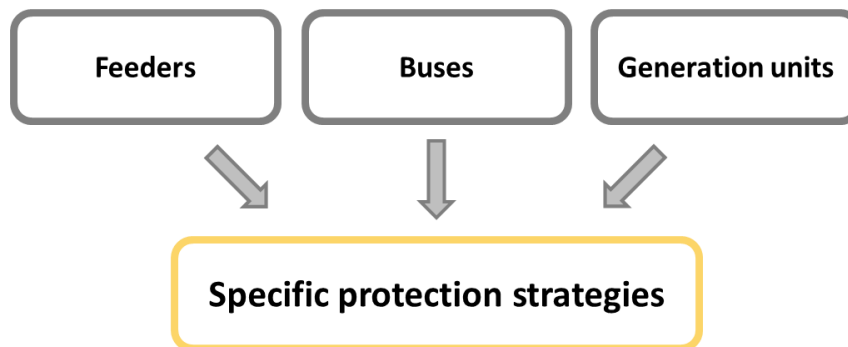 Feeders
Buses
Generation units
Specific protection strategies